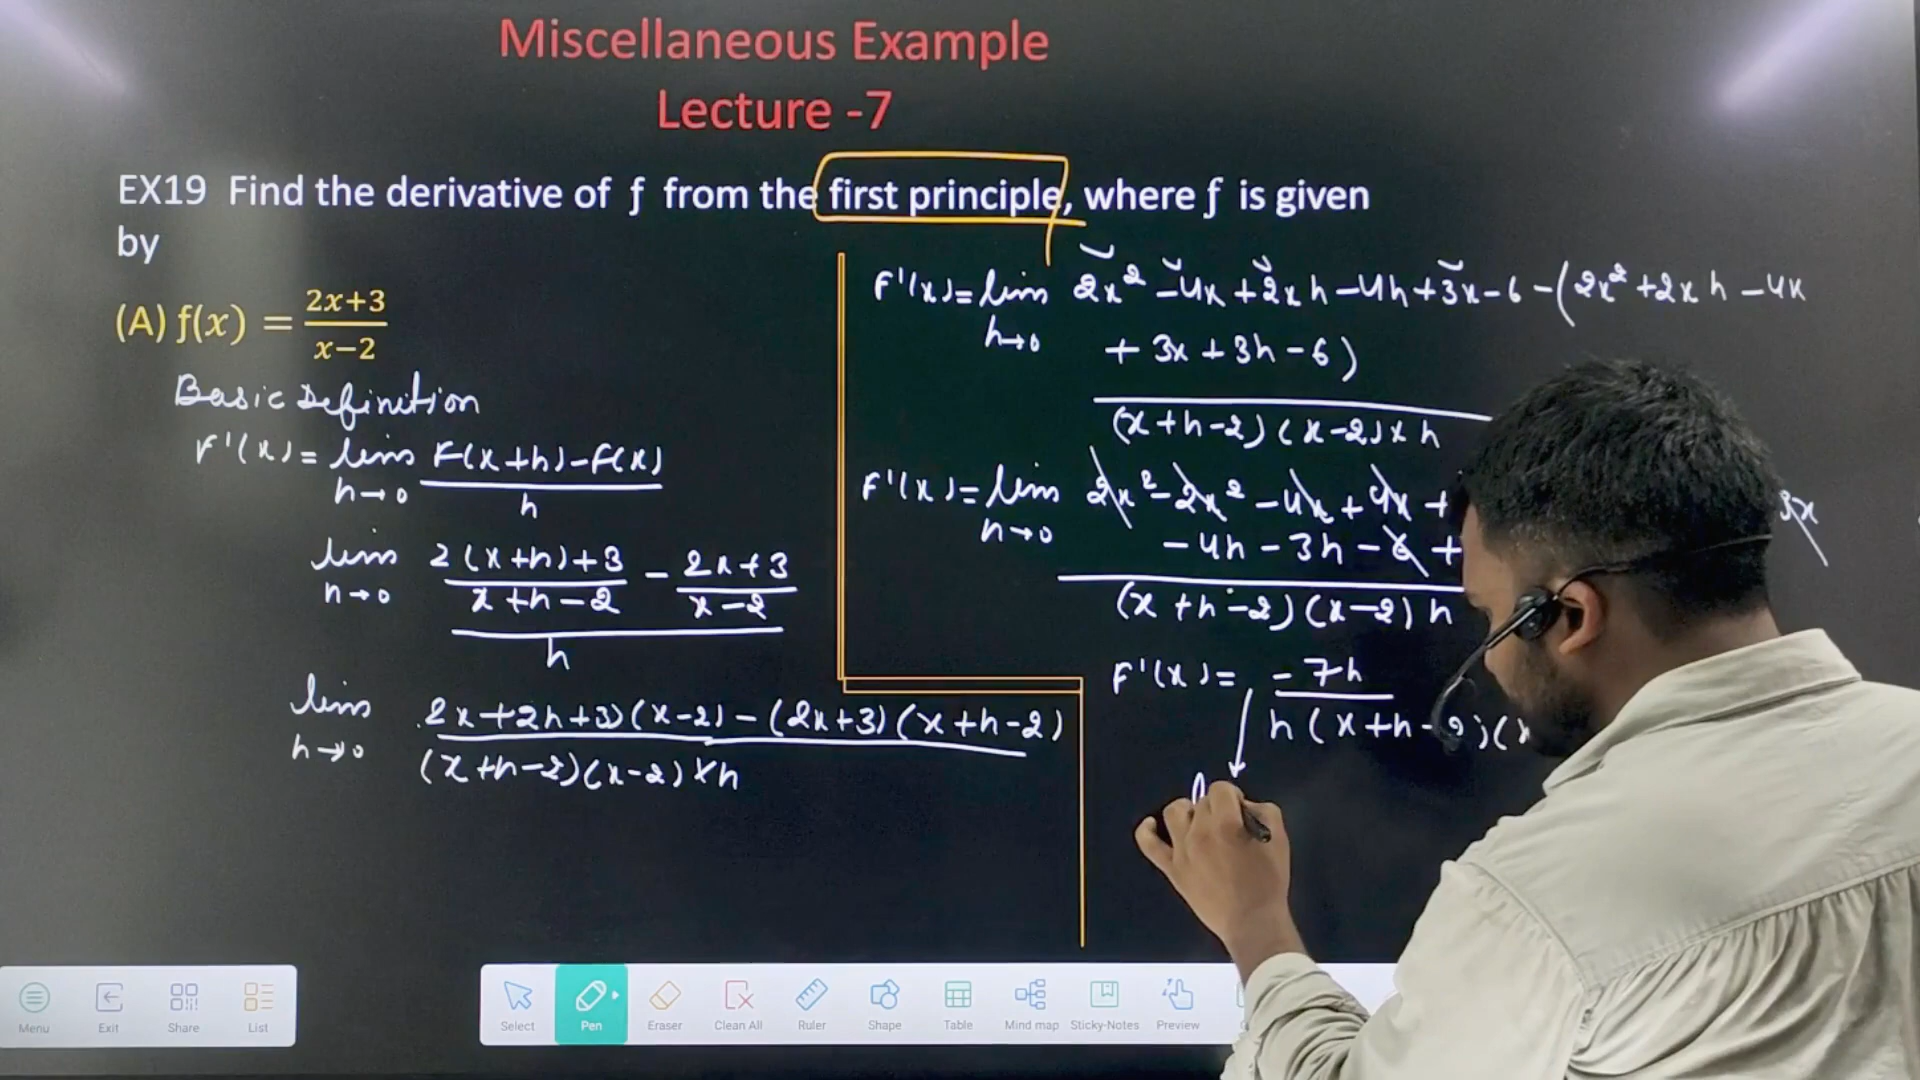 Miscellaneous Example
Lecture -7
EX19 Find the derivative of f from the first principle, where f is given
by
(A) f(x) = 2x+3 / x−2
Basic Definition
F'(x) = lim h→0 F(x+h)-F(x) / h
lim h→0 2(x+h)+3 / x+h-2 - 2x+3 / x-2
h
lim h→0 2x+2h+3)(x-2) - (2x+3)(x+h-2)
(x+h-2)(x-2)×h
F'(x) = lim h→0 2x² -4x+2xh-4h+3x-6-(2x²+2xh-4x
+3x+3h-6)
(x+h-2)(x-2)×h
F'(x) = lim h→0 2x²-2x²-4x+4x+ 3x
-4h-3h-6+
(x+h-2)(x-2)h
F'(x) = -7h
h(x+h-2)(x
Menu Exit Share List
Select Pen Eraser Clean All Ruler Shape Table Mind map Sticky-Notes Preview